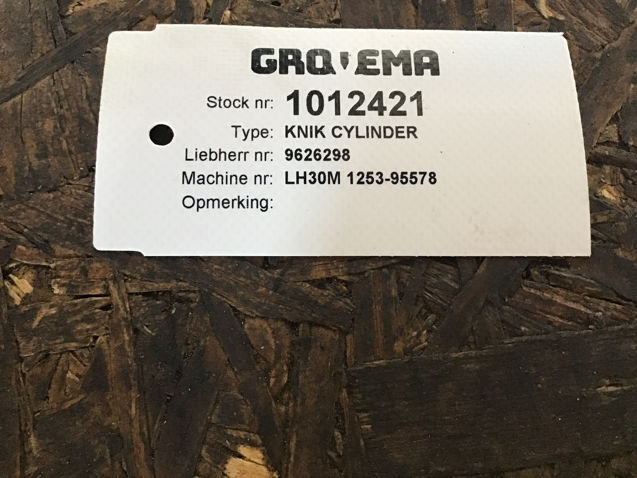 GROVEMA
Stock nr: 1012421
Type: KNIK CYLINDER
Liebherr nr: 9626298
Machine nr: LH30M 1253-95578
Opmerking: